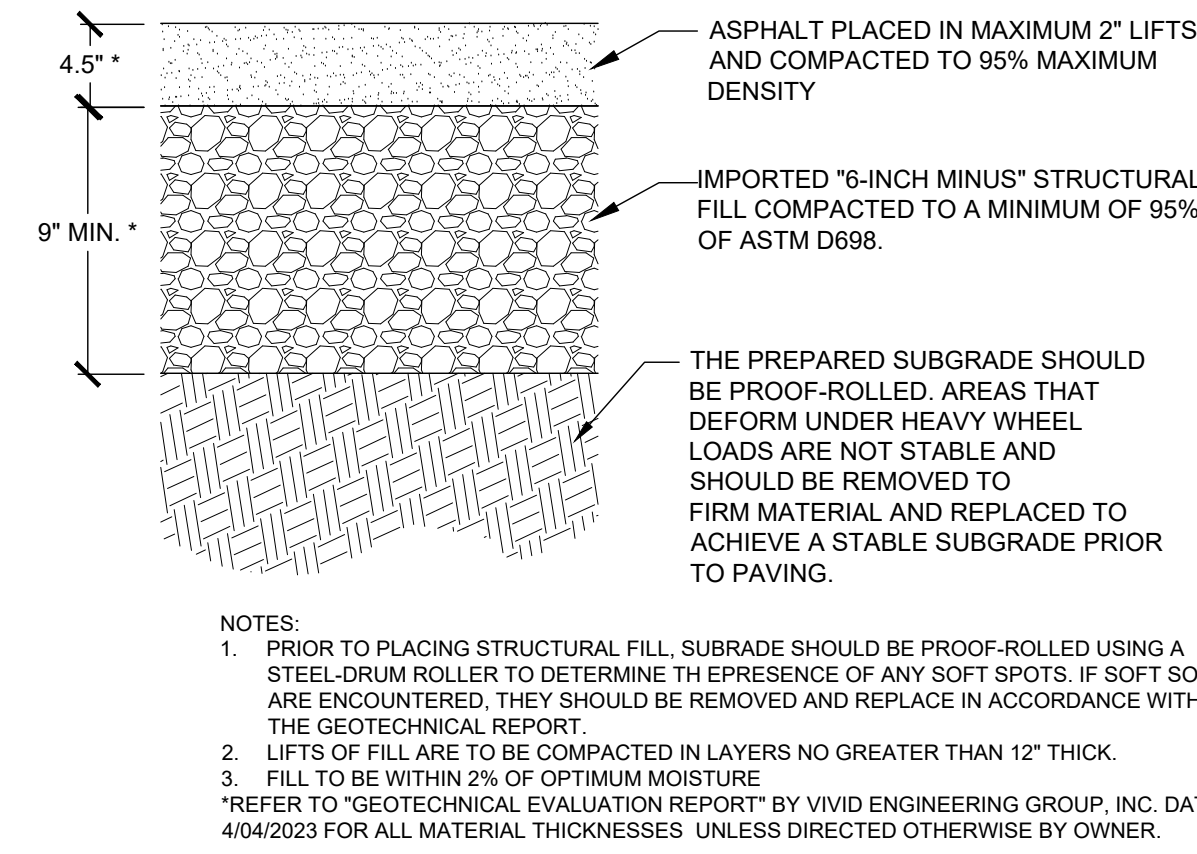 4.5" *
ASPHALT PLACED IN MAXIMUM 2" LIFTS
AND COMPACTED TO 95% MAXIMUM
DENSITY
9" MIN. *
IMPORTED "6-INCH MINUS" STRUCTURAL
FILL COMPACTED TO A MINIMUM OF 95%
OF ASTM D698.
THE PREPARED SUBGRADE SHOULD
BE PROOF-ROLLED. AREAS THAT
DEFORM UNDER HEAVY WHEEL
LOADS ARE NOT STABLE AND
SHOULD BE REMOVED TO
FIRM MATERIAL AND REPLACED TO
ACHIEVE A STABLE SUBGRADE PRIOR
TO PAVING.
NOTES:
1. PRIOR TO PLACING STRUCTURAL FILL, SUBRADE SHOULD BE PROOF-ROLLED USING A
STEEL-DRUM ROLLER TO DETERMINE TH EPRESENCE OF ANY SOFT SPOTS. IF SOFT
ARE ENCOUNTERED, THEY SHOULD BE REMOVED AND REPLACE IN ACCORDANCE WITH
THE GEOTECHNICAL REPORT.
2. LIFTS OF FILL ARE TO BE COMPACTED IN LAYERS NO GREATER THAN 12" THICK.
3. FILL TO BE WITHIN 2% OF OPTIMUM MOISTURE
*REFER TO "GEOTECHNICAL EVALUATION REPORT" BY VIVID ENGINEERING GROUP, INC.
4/04/2023 FOR ALL MATERIAL THICKNESSES UNLESS DIRECTED OTHERWISE BY OWNER.